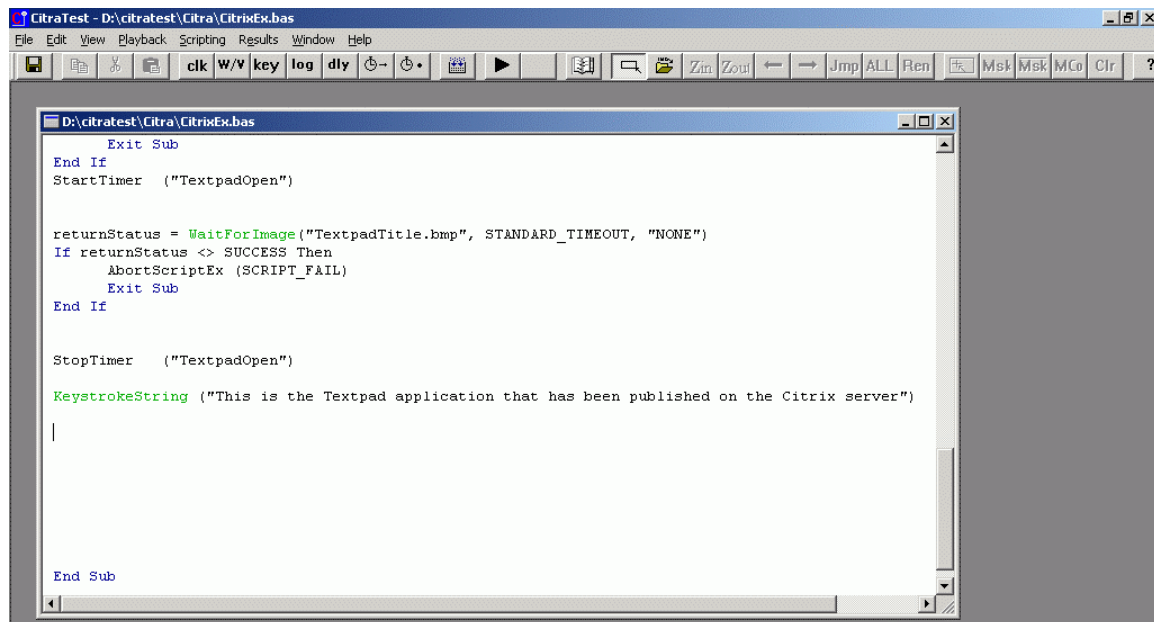 CitraTest - D:\citratest\Citra\CitrixEx.bas
File Edit View Playback Scripting Results Window Help
clk W/V key log dly Zin Zout Jmp ALL Ren Msk Msk MCo Clr ?
D:\citratest\Citra\CitrixEx.bas
Exit Sub
End If
StartTimer ("TextpadOpen")
returnStatus = WaitForImage("TextpadTitle.bmp", STANDARD_TIMEOUT, "NONE")
If returnStatus <> SUCCESS Then
AbortScriptEx (SCRIPT_FAIL)
Exit Sub
End If
StopTimer ("TextpadOpen")
KeystrokeString ("This is the Textpad application that has been published on the Citrix server")
End Sub